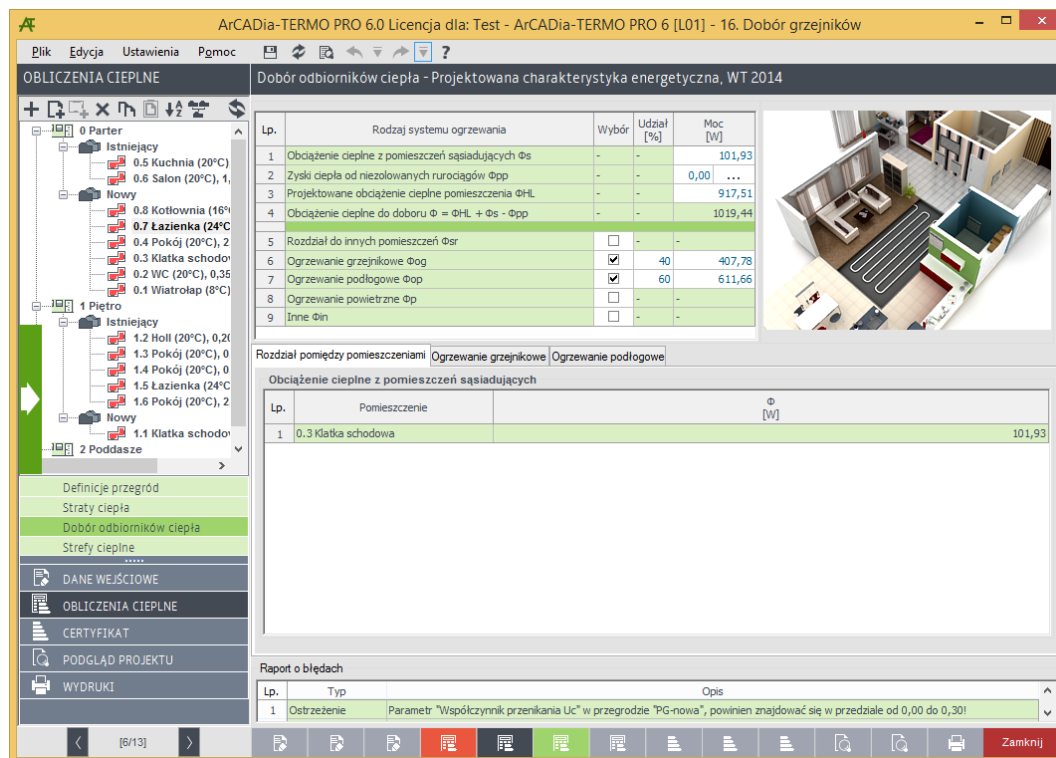 ArCADia-TERMO PRO 6.0 Licencja dla: Test - ArCADia-TERMO PRO 6 [L01] - 16. Dobór grzejników
Plik Edycja Ustawienia Pomoc
OBLICZENIA CIEPLNE
0 Parter
Istniejący
0.5 Kuchnia (20°C)
0.6 Salon (20°C), 1,
Nowy
0.8 Kotłownia (16°
0.7 Łazienka (24°C
0.4 Pokój (20°C), 2
0.3 Klatka schodo
0.2 WC (20°C), 0,35
0.1 Wiatrołap (8°C)
1 Piętro
Istniejący
1.2 Holl (20°C), 0,20
1.3 Pokój (20°C), 0
1.4 Pokój (20°C), 0
1.5 Łazienka (24°C
1.6 Pokój (20°C), 2
Nowy
1.1 Klatka schodo
2 Poddasze
Definicje przegród
Straty ciepła
Dobór odbiorników ciepła
Strefy cieplne
DANE WEJŚCIOWE
OBLICZENIA CIEPLNE
CERTYFIKAT
PODGLĄD PROJEKTU
WYDRUKI
[6/13]
Dobór odbiorników ciepła - Projektowana charakterystyka energetyczna, WT 2014
Lp. Rodzaj systemu ogrzewania Wybór Udział [%] Moc [W]
1 Obciążenie cieplne z pomieszczeń sąsiadujących Φs - - 101,93
2 Zyski ciepła od niezolowanych rurociągów Φpp - - 0,00 ...
3 Projektowane obciążenie cieplne pomieszczenia ΦHL - - 917,51
4 Obciążenie cieplne do doboru Φ = ΦHL + Φs - Φpp - - 1019,44
5 Rozdział do innych pomieszczeń Φsr - -
6 Ogrzewanie grzejnikowe Φog 40 407,78
7 Ogrzewanie podłogowe Φop 60 611,66
8 Ogrzewanie powietrzne Φp - -
9 Inne Φin - -
Rozdział pomiędzy pomieszczeniami Ogrzewanie grzejnikowe Ogrzewanie podłogowe
Obciążenie cieplne z pomieszczeń sąsiadujących
Lp. Pomieszczenie Φ [W]
1 0.3 Klatka schodowa 101,93
Raport o błędach
Lp. Typ Opis
1 Ostrzeżenie Parametr "Współczynnik przenikania Uc" w przegrodzie "PG-nowa", powinien znajdować się w przedziale od 0,00 do 0,30!
Zamknij